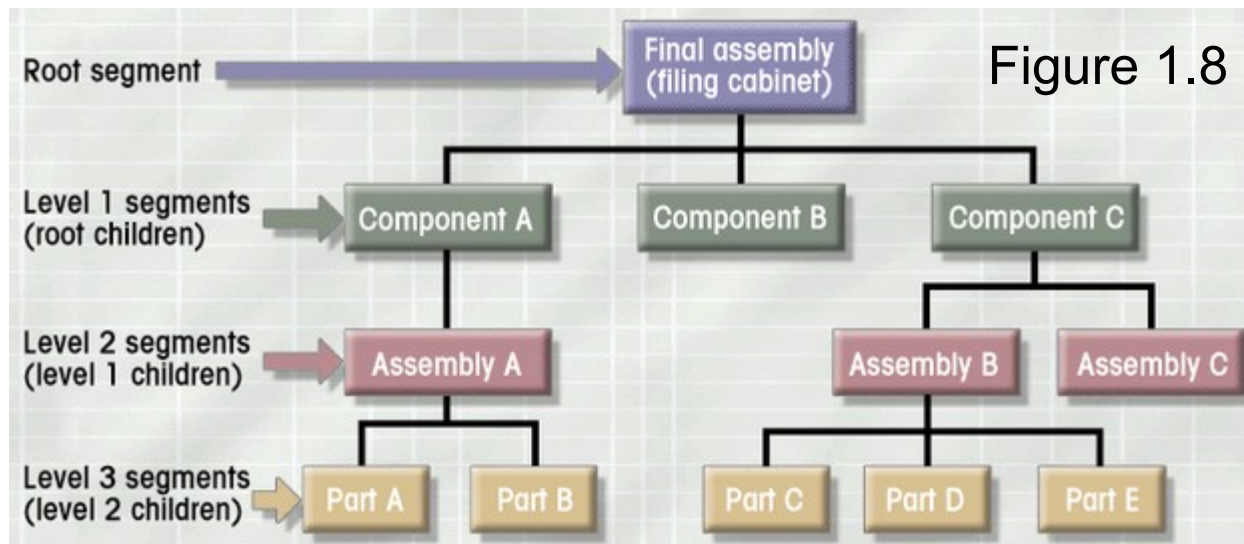 Root segment
Final assembly
(filing cabinet)
Figure 1.8
Level 1 segments
(root children)
Component A
Component B
Component C
Level 2 segments
(level 1 children)
Assembly A
Assembly B
Assembly C
Level 3 segments
(level 2 children)
Part A
Part B
Part C
Part D
Part E